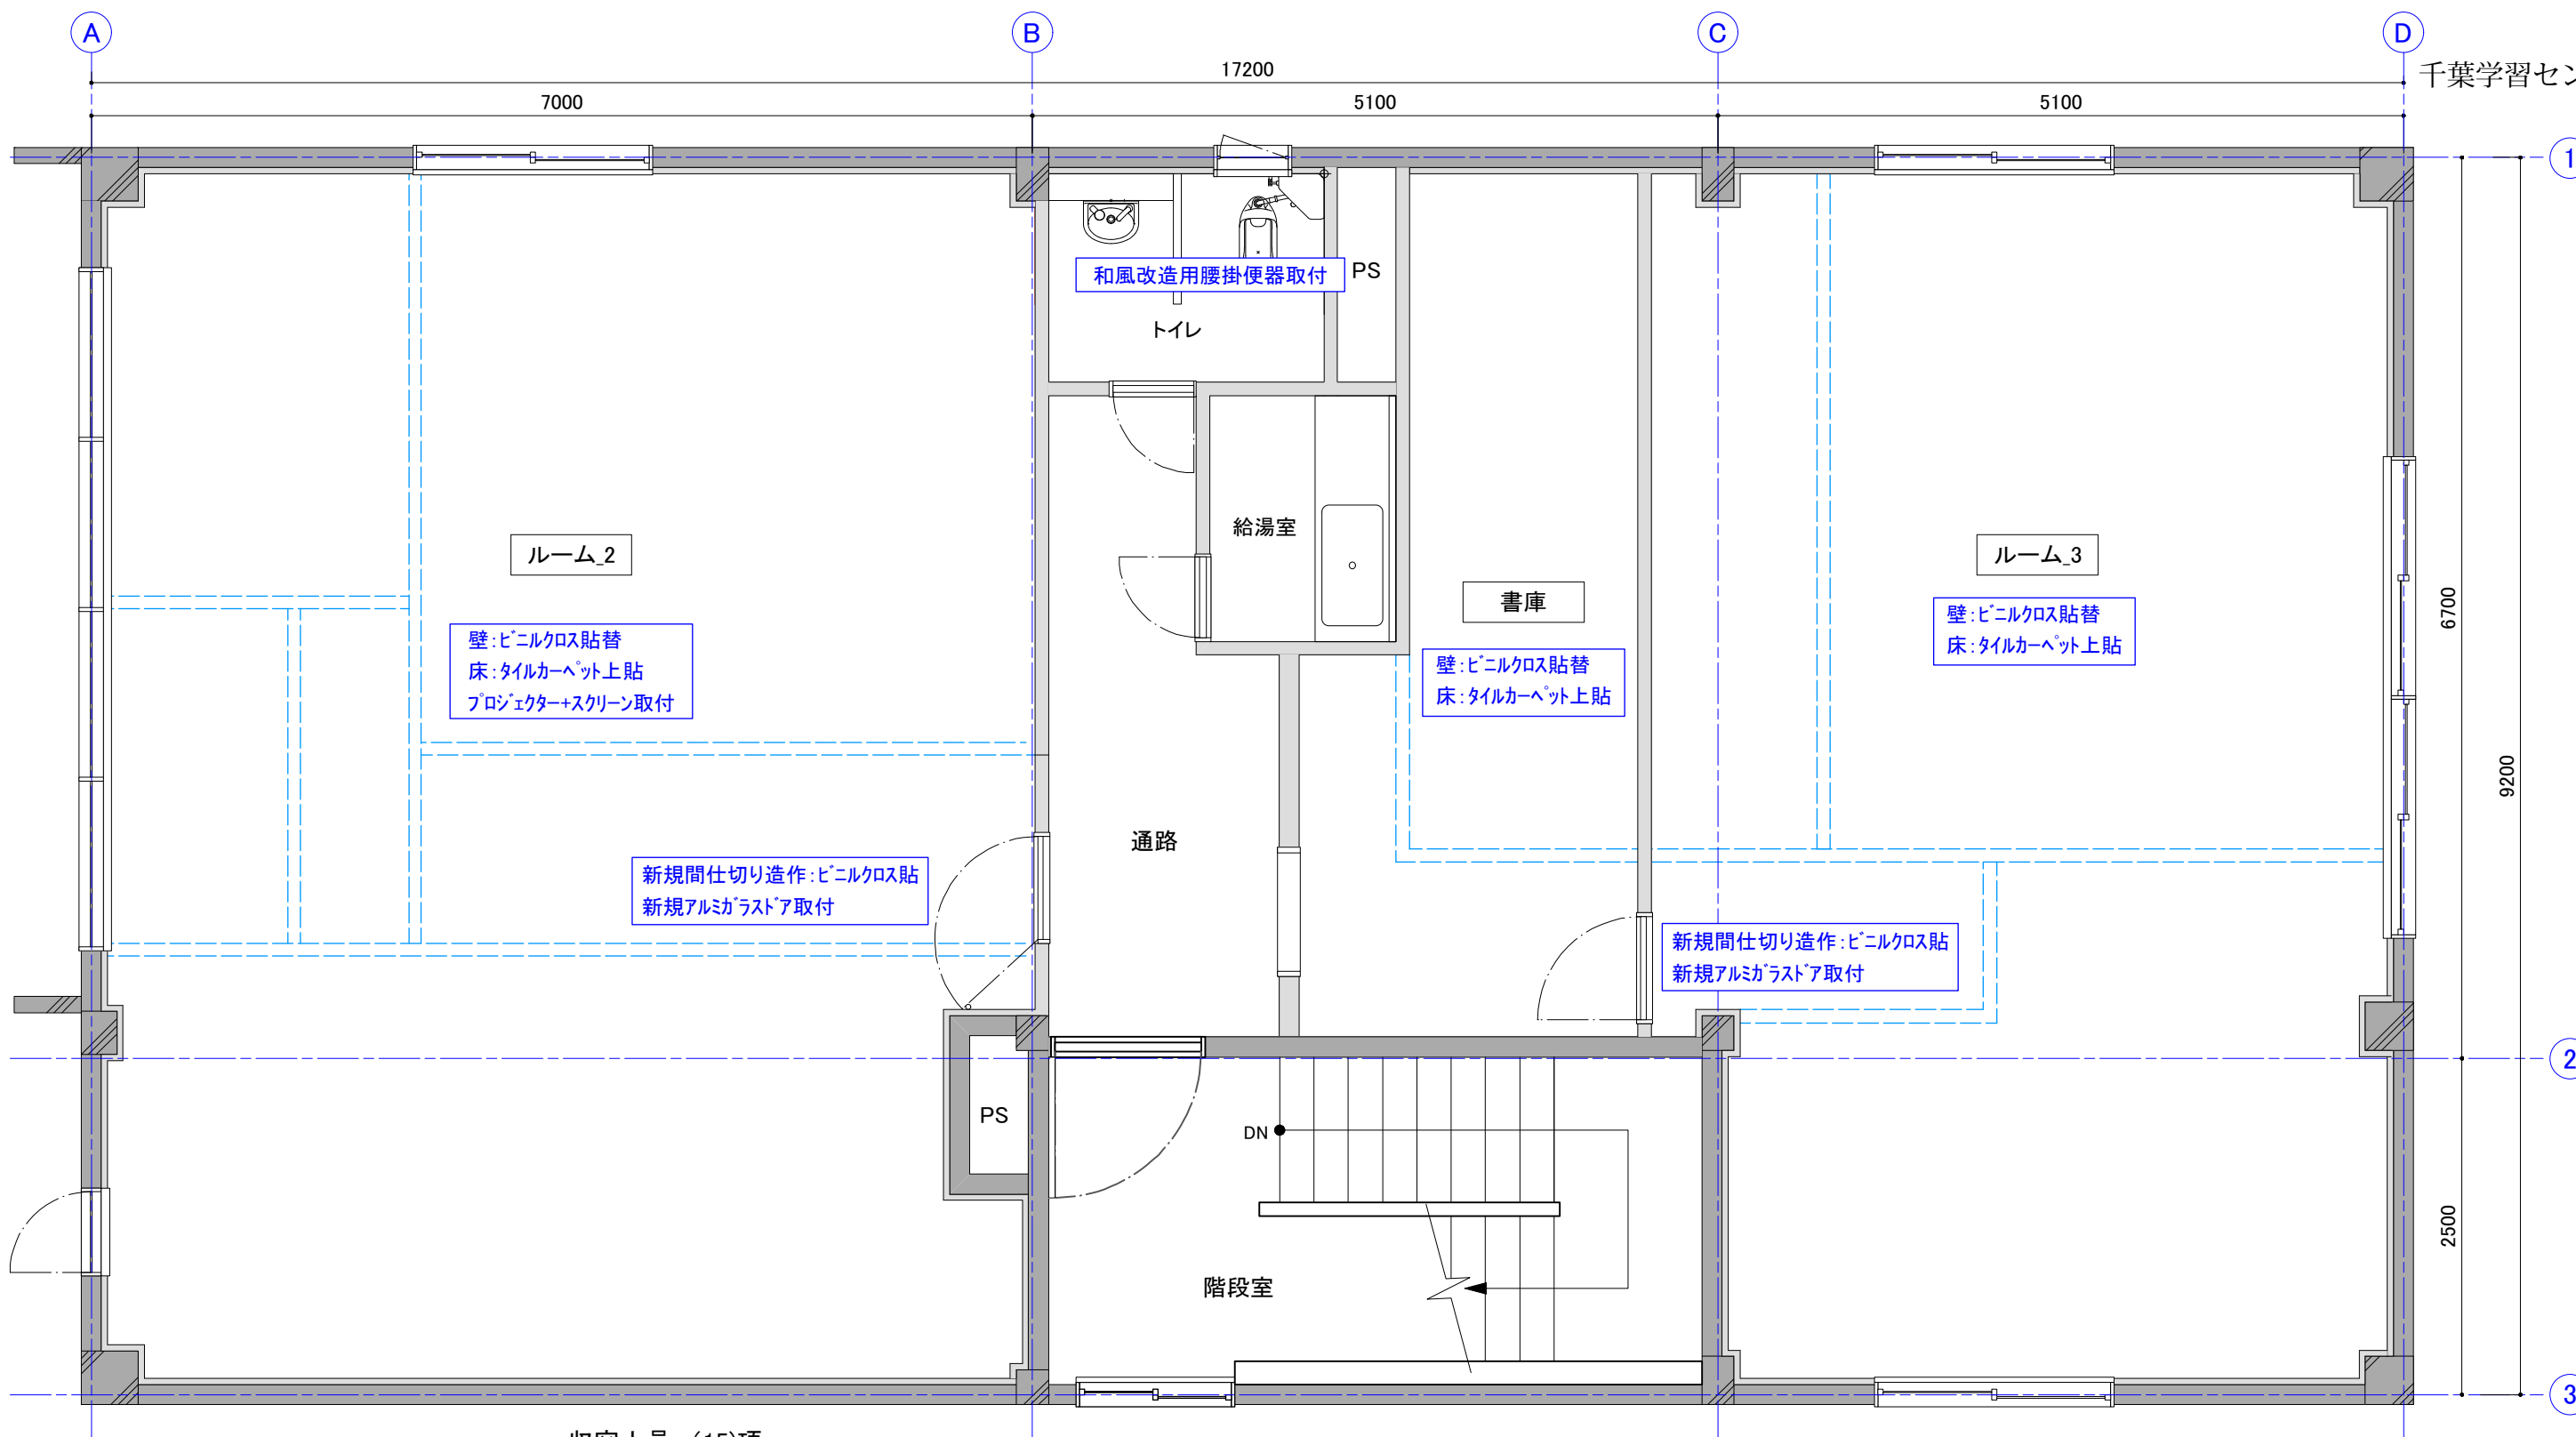 A
B
C
D
17200
千葉学習セン
7000
5100
5100
1
和風改造用腰掛便器取付
PS
トイレ
給湯室
ルーム_2
ルーム_3
書庫
壁:ビニルクロス貼替
床:タイルカーペット上貼
プロジェクター+スクリーン取付
壁:ビニルクロス貼替
床:タイルカーペット上貼
壁:ビニルクロス貼替
床:タイルカーペット上貼
6700
9200
通路
新規間仕切り造作:ビニルクロス貼
新規アルミガラスドア取付
新規間仕切り造作:ビニルクロス貼
新規アルミガラスドア取付
2
PS
DN
2500
階段室
3